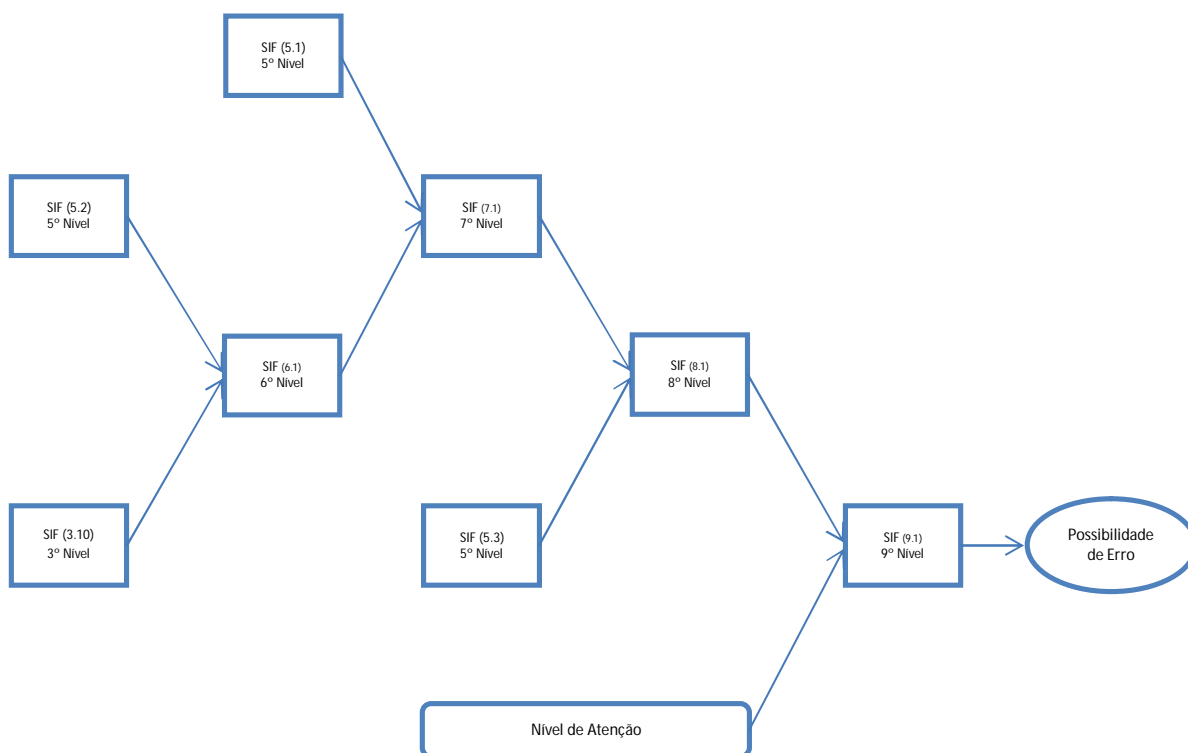 SIF (5.1)
5º Nível
SIF (5.2)
5º Nível
SIF (7.1)
7º Nível
SIF (6.1)
6º Nível
SIF (8.1)
8º Nível
SIF (3.10)
3º Nível
SIF (5.3)
5º Nível
SIF (9.1)
9º Nível
Possibilidade
de Erro
Nível de Atenção